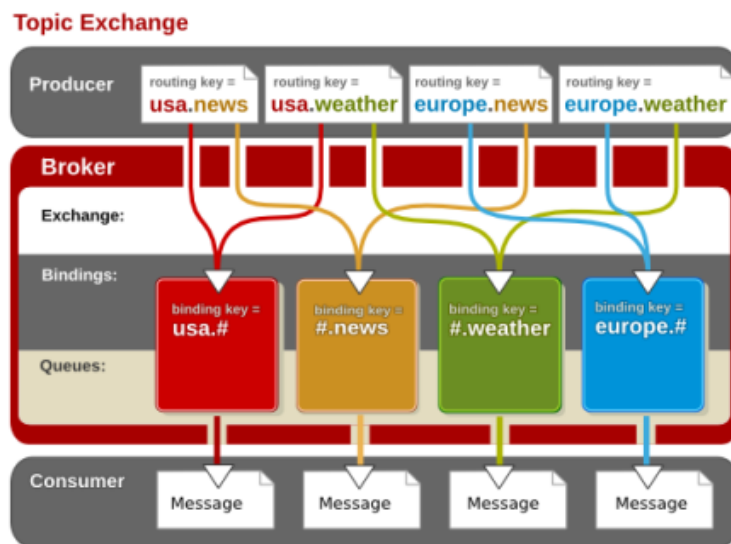 Topic Exchange
Producer
routing key =
usa.news
routing key =
usa.weather
routing key =
europe.news
routing key =
europe.weather
Broker
Exchange:
Bindings:
binding key =
usa.#
binding key =
#.news
binding key =
#.weather
binding key =
europe.#
Queues:
Consumer
Message
Message
Message
Message